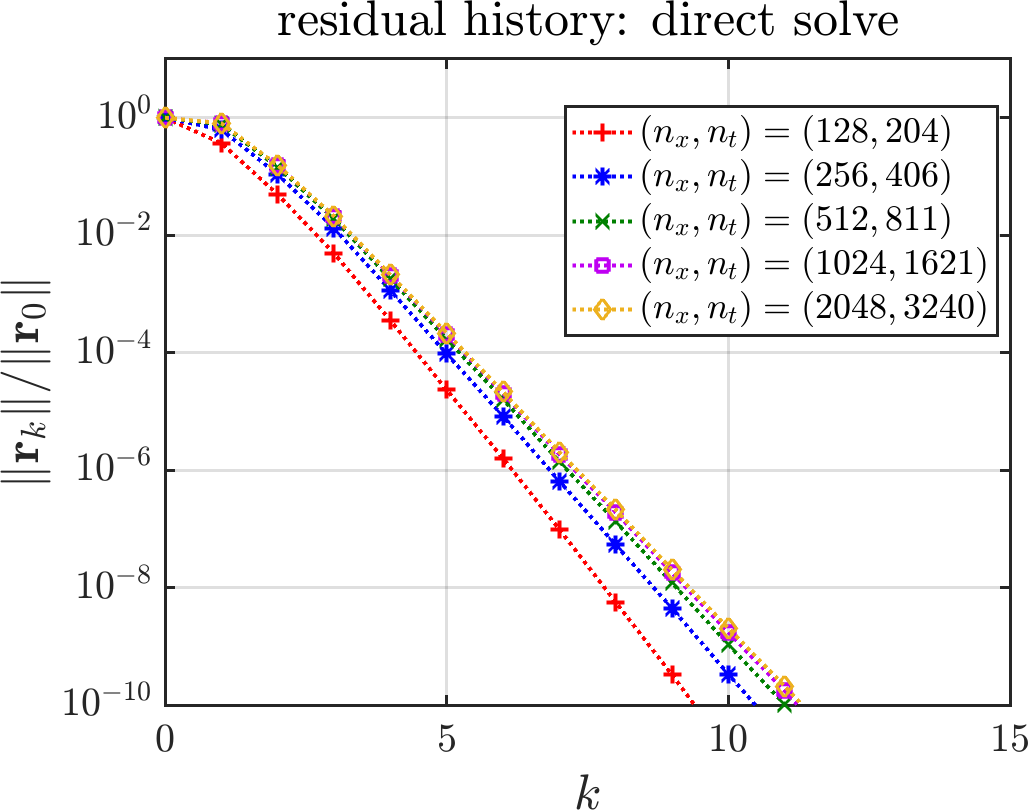 residual history: direct solve
10^0
10^{-2}
10^{-4}
10^{-6}
10^{-8}
10^{-10}
‖r_k‖/‖r_0‖
(n_x, n_t) = (128, 204)
(n_x, n_t) = (256, 406)
(n_x, n_t) = (512, 811)
(n_x, n_t) = (1024, 1621)
(n_x, n_t) = (2048, 3240)
0 5 10 15
k